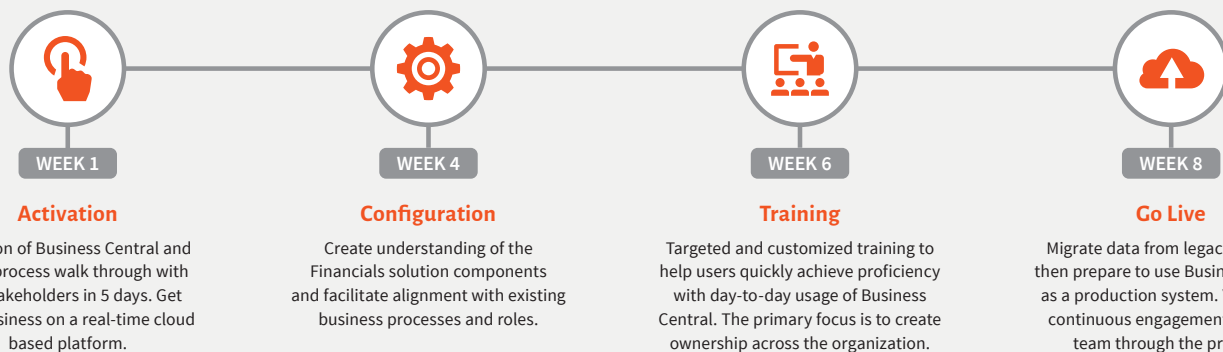 WEEK 1
Activation
on of Business Central and
process walk through with
akeholders in 5 days. Get
siness on a real-time cloud
based platform.
WEEK 4
Configuration
Create understanding of the
Financials solution components
and facilitate alignment with existing
business processes and roles.
WEEK 6
Training
Targeted and customized training to
help users quickly achieve proficiency
with day-to-day usage of Business
Central. The primary focus is to create
ownership across the organization.
WEEK 8
Go Live
Migrate data from legac
then prepare to use Busin
as a production system.
continuous engagement
team through the pr